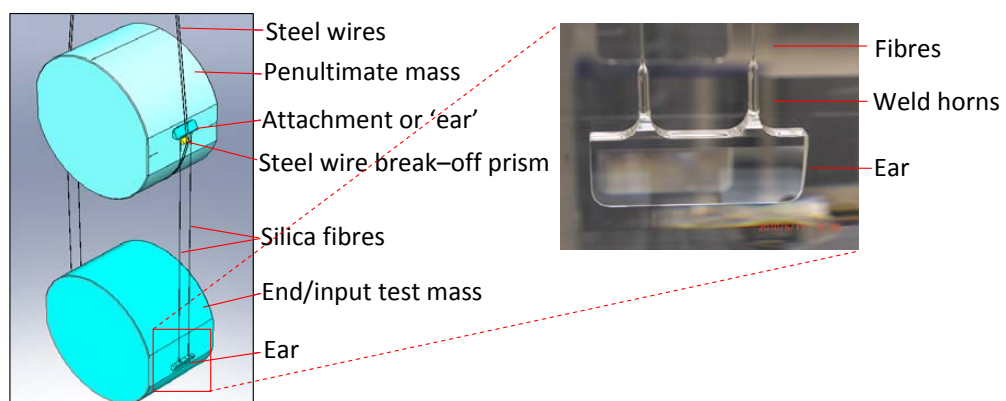 Steel wires
Penultimate mass
Attachment or ‘ear’
Steel wire break–off prism
Silica fibres
End/input test mass
Ear
Fibres
Weld horns
Ear